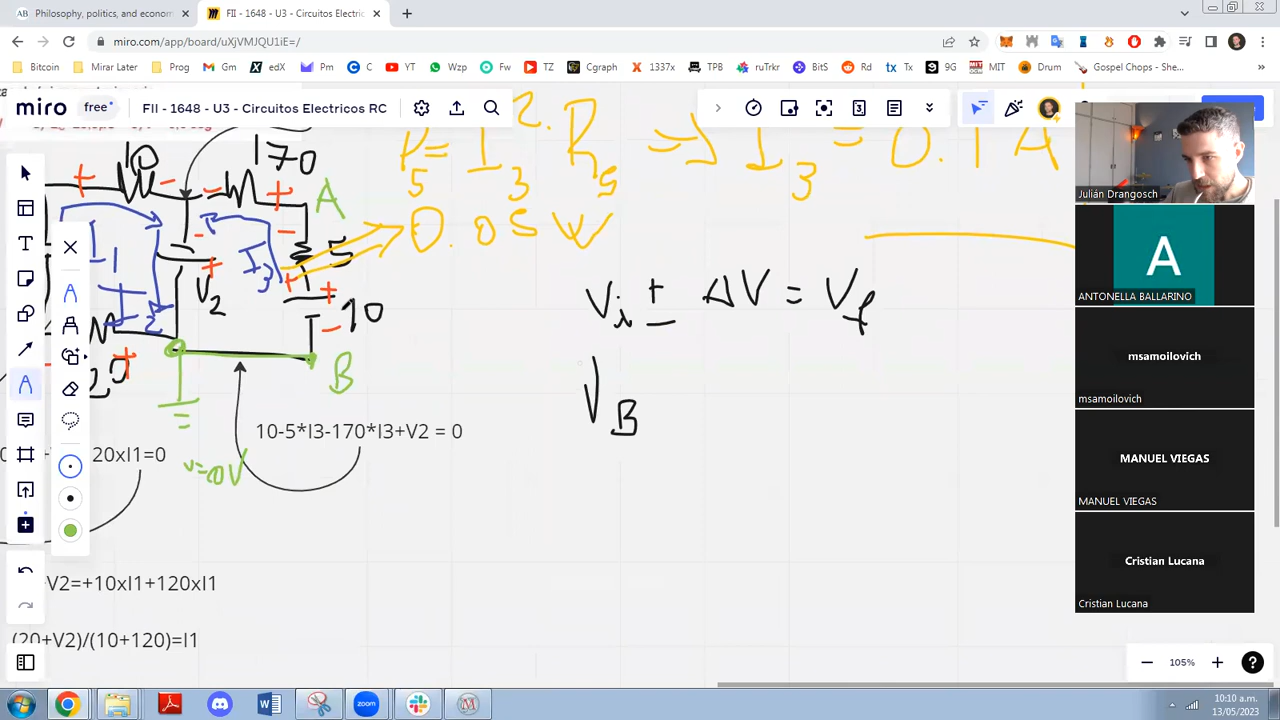 Philosophy, politics, and econom
FII - 1648 - U3 - Circuitos Electric
miro.com/app/board/uXjVMJQU1iE=/
Bitcoin Mirar Later Prog Gm edX Pm C YT Wsp Fw TZ Cgraph 1337x TPB ruTrkr BitS Rd Tx 9G MIT Drum Gospel Chops - She...
miro free FII - 1648 - U3 - Circuitos Electricos RC
P5 = I3². R5 => I3 = 0.1 A
0.05 W
10 170
+ - - + A
I1 I3 5
I2 V2 10
20 B
Vi ± ΔV = Vf
VB
10-5*I3-170*I3+V2 = 0
20xI1=0
v=0V
V2=+10xI1+120xI1
(20+V2)/(10+120)=I1
Julián Drangosch
A
ANTONELLA BALLARINO
msamoilovich
msamoilovich
MANUEL VIEGAS
MANUEL VIEGAS
Cristian Lucana
Cristian Lucana
105%
10:10 a.m.
13/05/2023